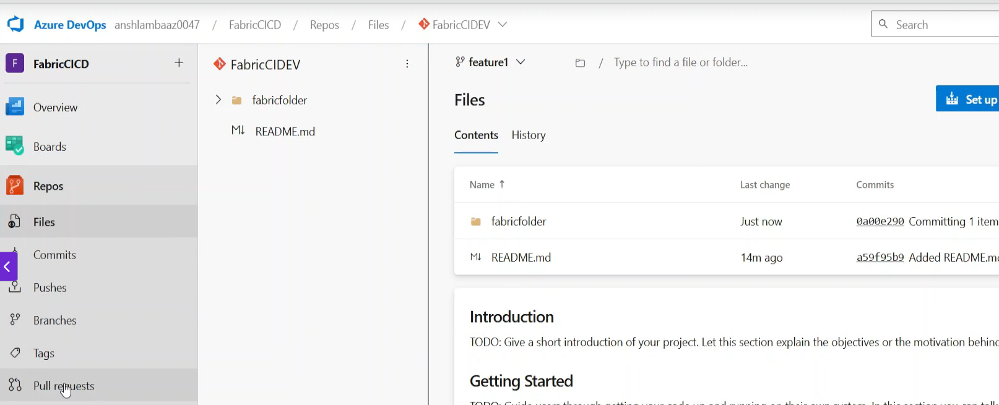 Azure DevOps anshlambaaz0047 / FabricCICD / Repos / Files / FabricCIDEV
Search
F FabricCICD +
Overview
Boards
Repos
Files
Commits
Pushes
Branches
Tags
Pull requests
FabricCIDEV
fabricfolder
M↓ README.md
feature1
/ Type to find a file or folder...
Files
Set up
Contents History
Name ↑ Last change Commits
fabricfolder Just now 0a00e290 Committing 1 item
M↓ README.md 14m ago a59f95b9 Added README.md
Introduction
TODO: Give a short introduction of your project. Let this section explain the objectives or the motivation behind
Getting Started